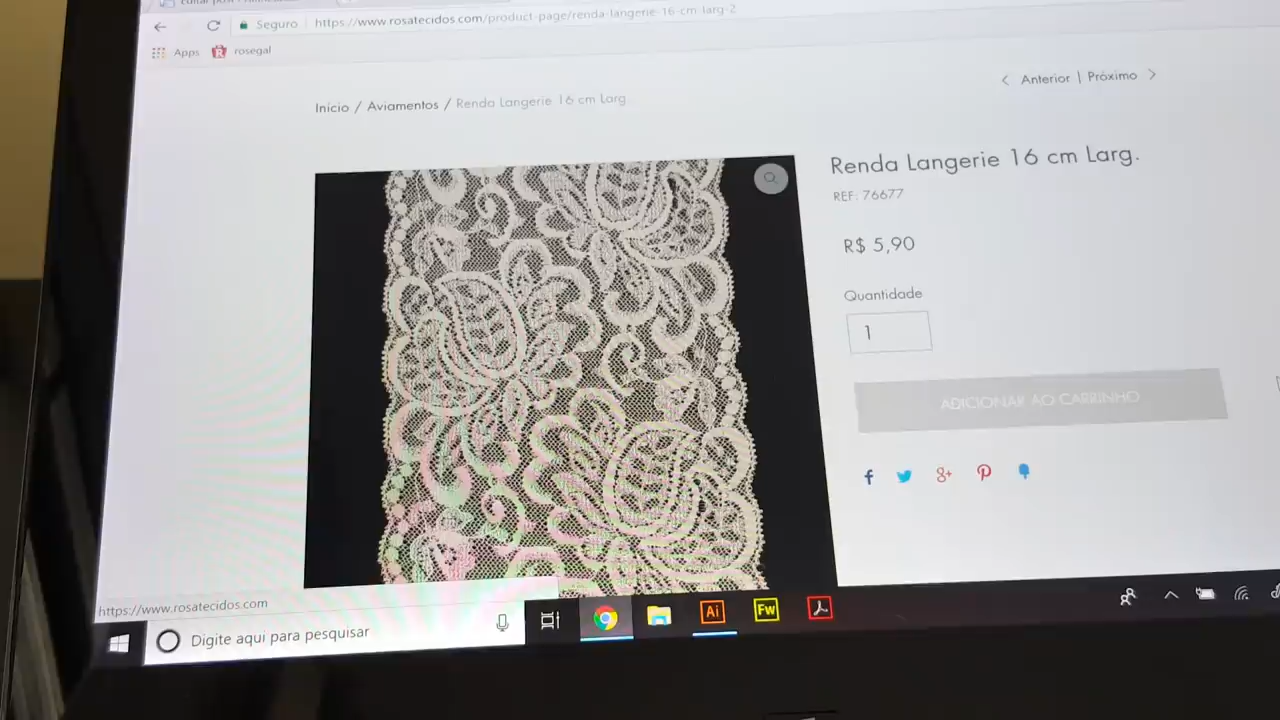 Seguro
https://www.rosatecidos.com/product-page/renda-langerie-16-cm-larg-2
Apps
rosegal
Anterior | Próximo
Início / Aviamentos / Renda Langerie 16 cm Larg.
Renda Langerie 16 cm Larg.
REF: 76677
R$ 5,90
Quantidade
1
ADICIONAR AO CARRINHO
f
8+
https://www.rosatecidos.com
Digite aqui para pesquisar
Ai
Fw